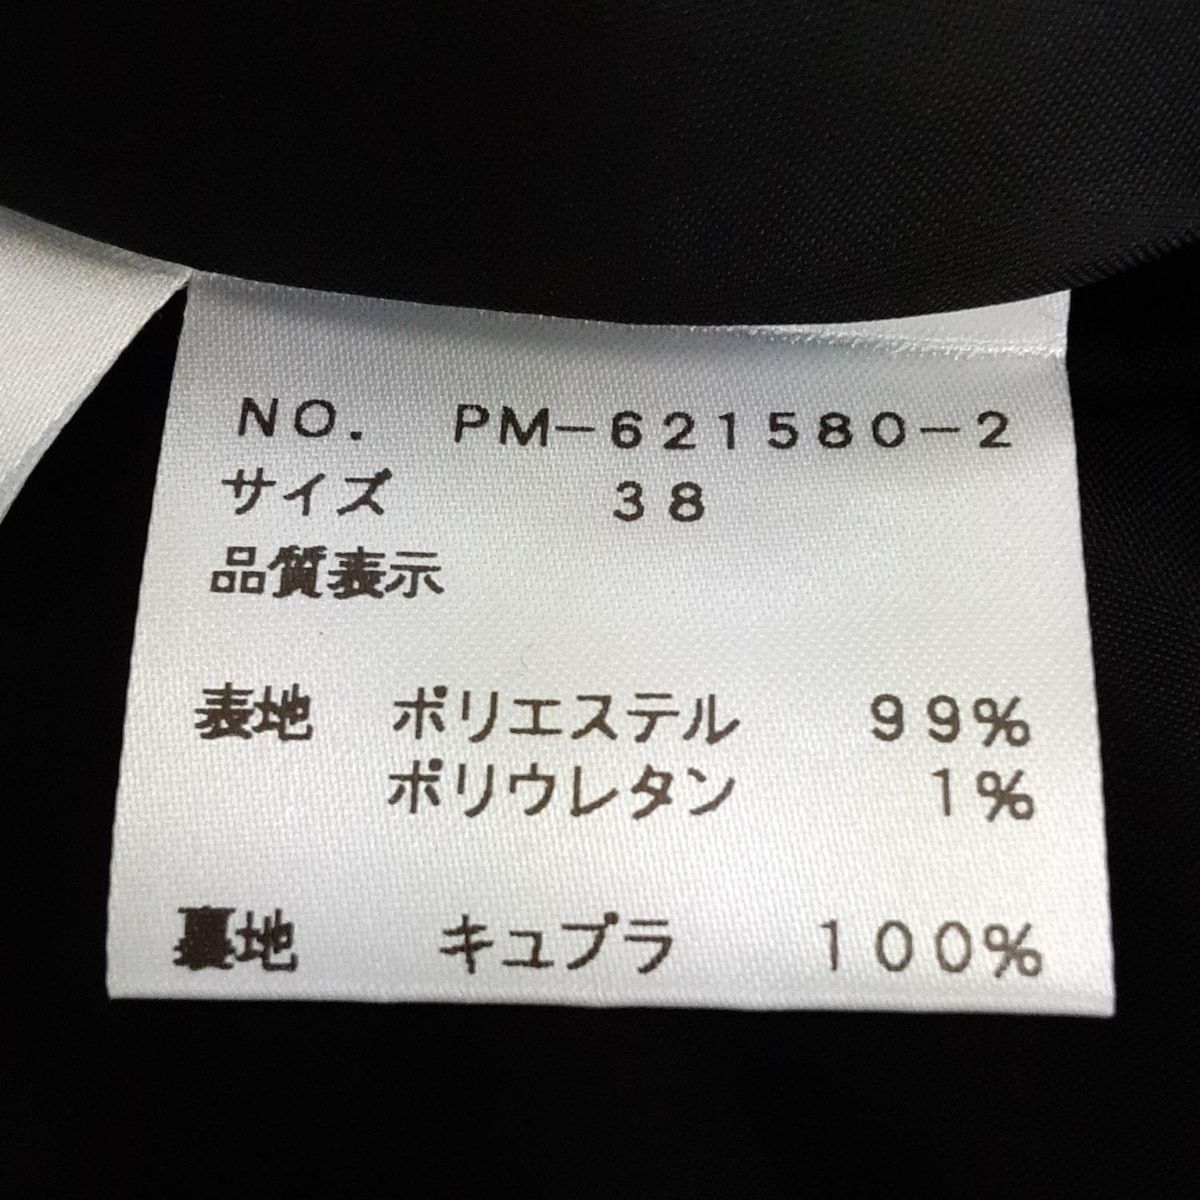 NO. PM-621580-2
サイズ 38
品質表示
表地 ポリエステル 99%
ポリウレタン 1%
裏地 キュプラ 100%